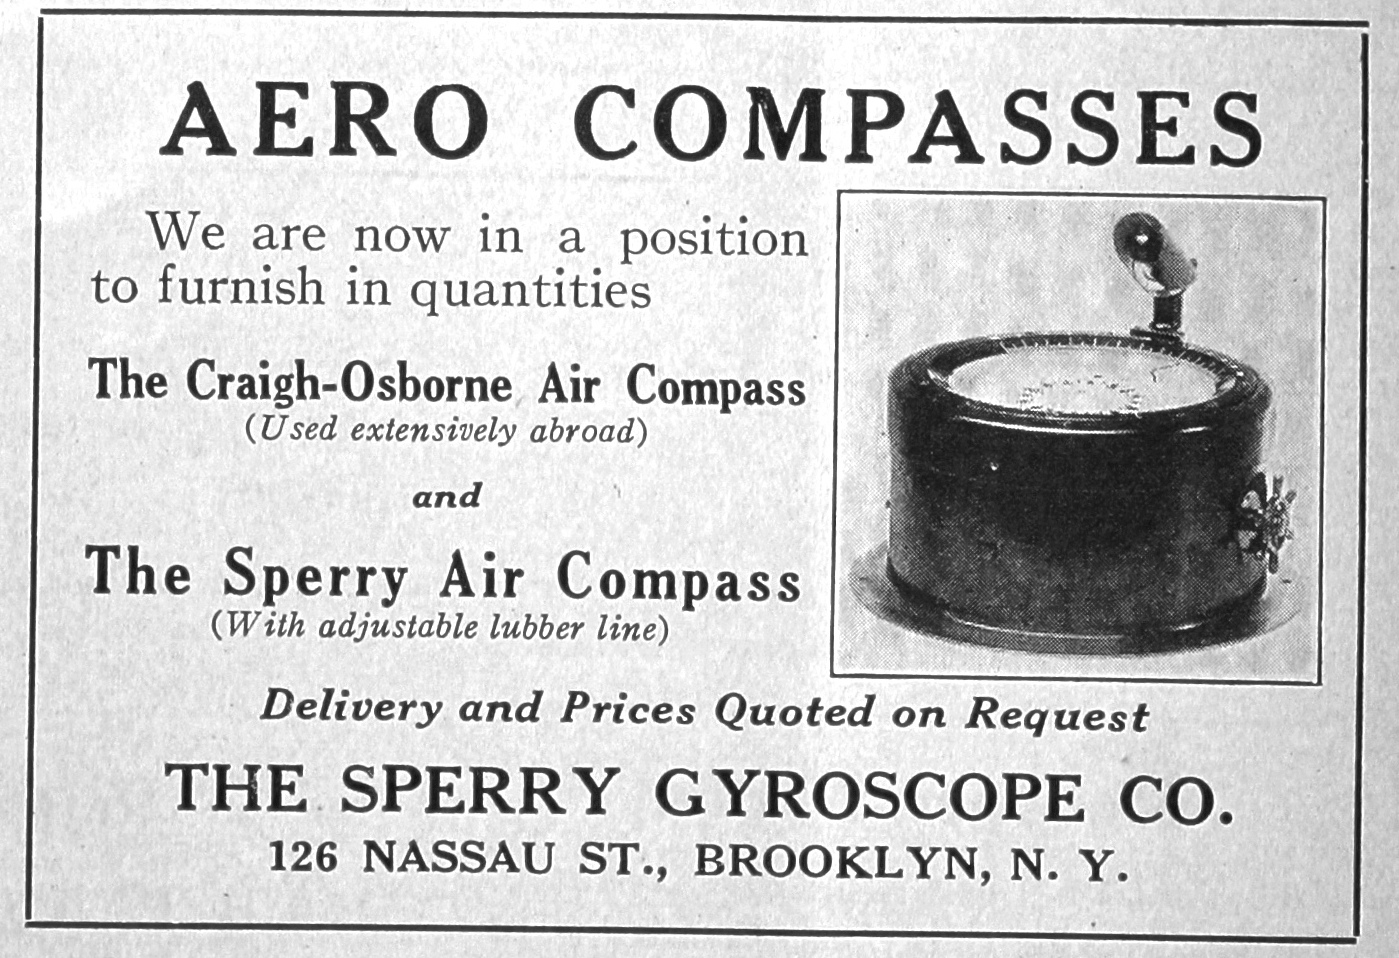 AERO COMPASSES
We are now in a position
to furnish in quantities
The Craigh-Osborne Air Compass
(Used extensively abroad)
and
The Sperry Air Compass
(With adjustable lubber line)
Delivery and Prices Quoted on Request
THE SPERRY GYROSCOPE CO.
126 NASSAU ST., BROOKLYN, N. Y.